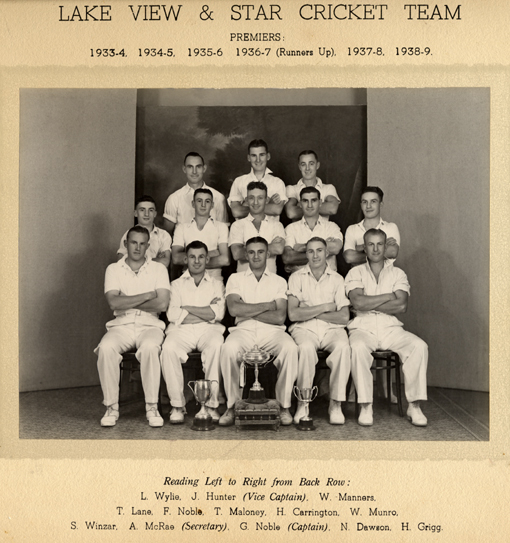 LAKE VIEW & STAR CRICKET TEAM
PREMIERS:
1933-4, 1934-5, 1935-6 1936-7 (Runners Up), 1937-8, 1938-9.
Reading Left to Right from Back Row:
L. Wylie, J. Hunter (Vice Captain), W. Manners,
T. Lane, F. Noble, T. Maloney, H. Carrington, W. Munro,
S. Winzar, A. McRae (Secretary), G. Noble (Captain), N. Dawson, H. Grigg.